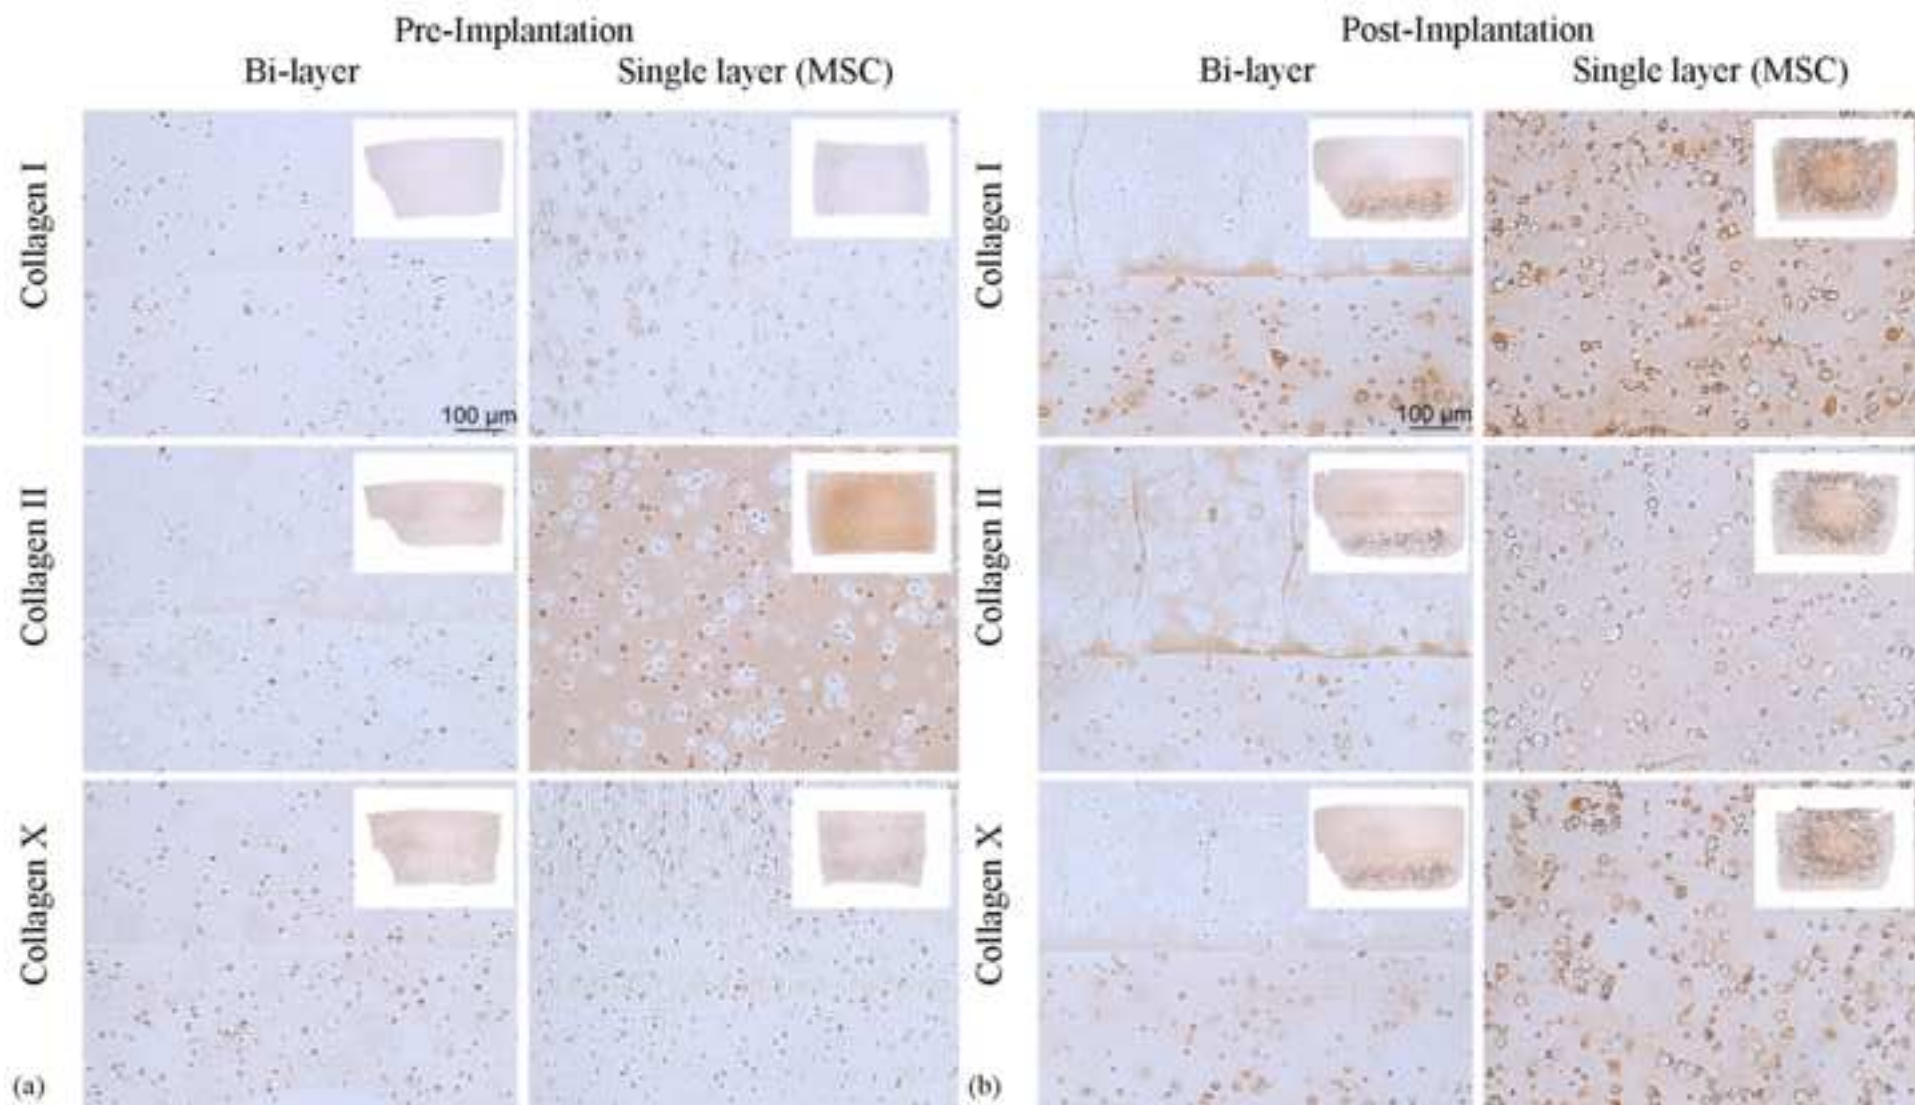 Pre-Implantation
Bi-layer Single layer (MSC)
Post-Implantation
Bi-layer Single layer (MSC)
Collagen I
100 µm
Collagen II
Collagen X
(a)
Collagen I
100 µm
Collagen II
Collagen X
(b)